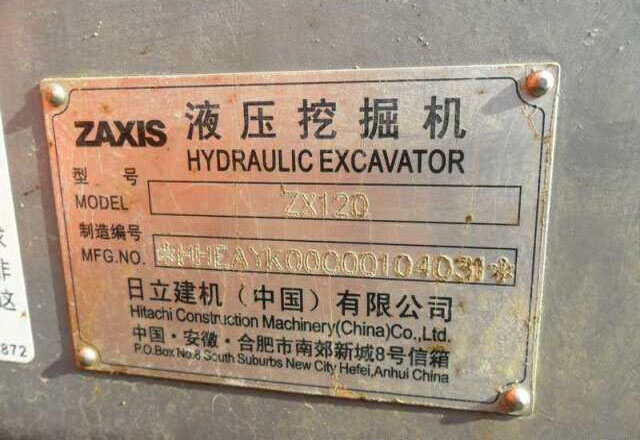 ZAXIS 液压挖掘机
HYDRAULIC EXCAVATOR
型号
MODEL ZX120
制造编号
MFG.NO. *HHEAYK00C00104031*
日立建机（中国）有限公司
Hitachi Construction Machinery(China)Co.,Ltd.
中国·安徽·合肥市南郊新城8号信箱
P.O.Box No.8 South Suburbs New City Hefei,Anhui China
非
这
872